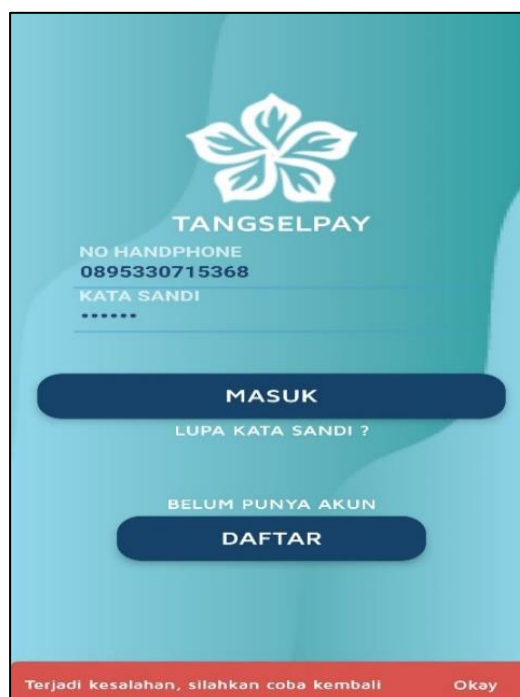 TANGSELPAY
NO HANDPHONE
0895330715368
KATA SANDI
••••••
MASUK
LUPA KATA SANDI ?
BELUM PUNYA AKUN
DAFTAR
Terjadi kesalahan, silahkan coba kembali Okay